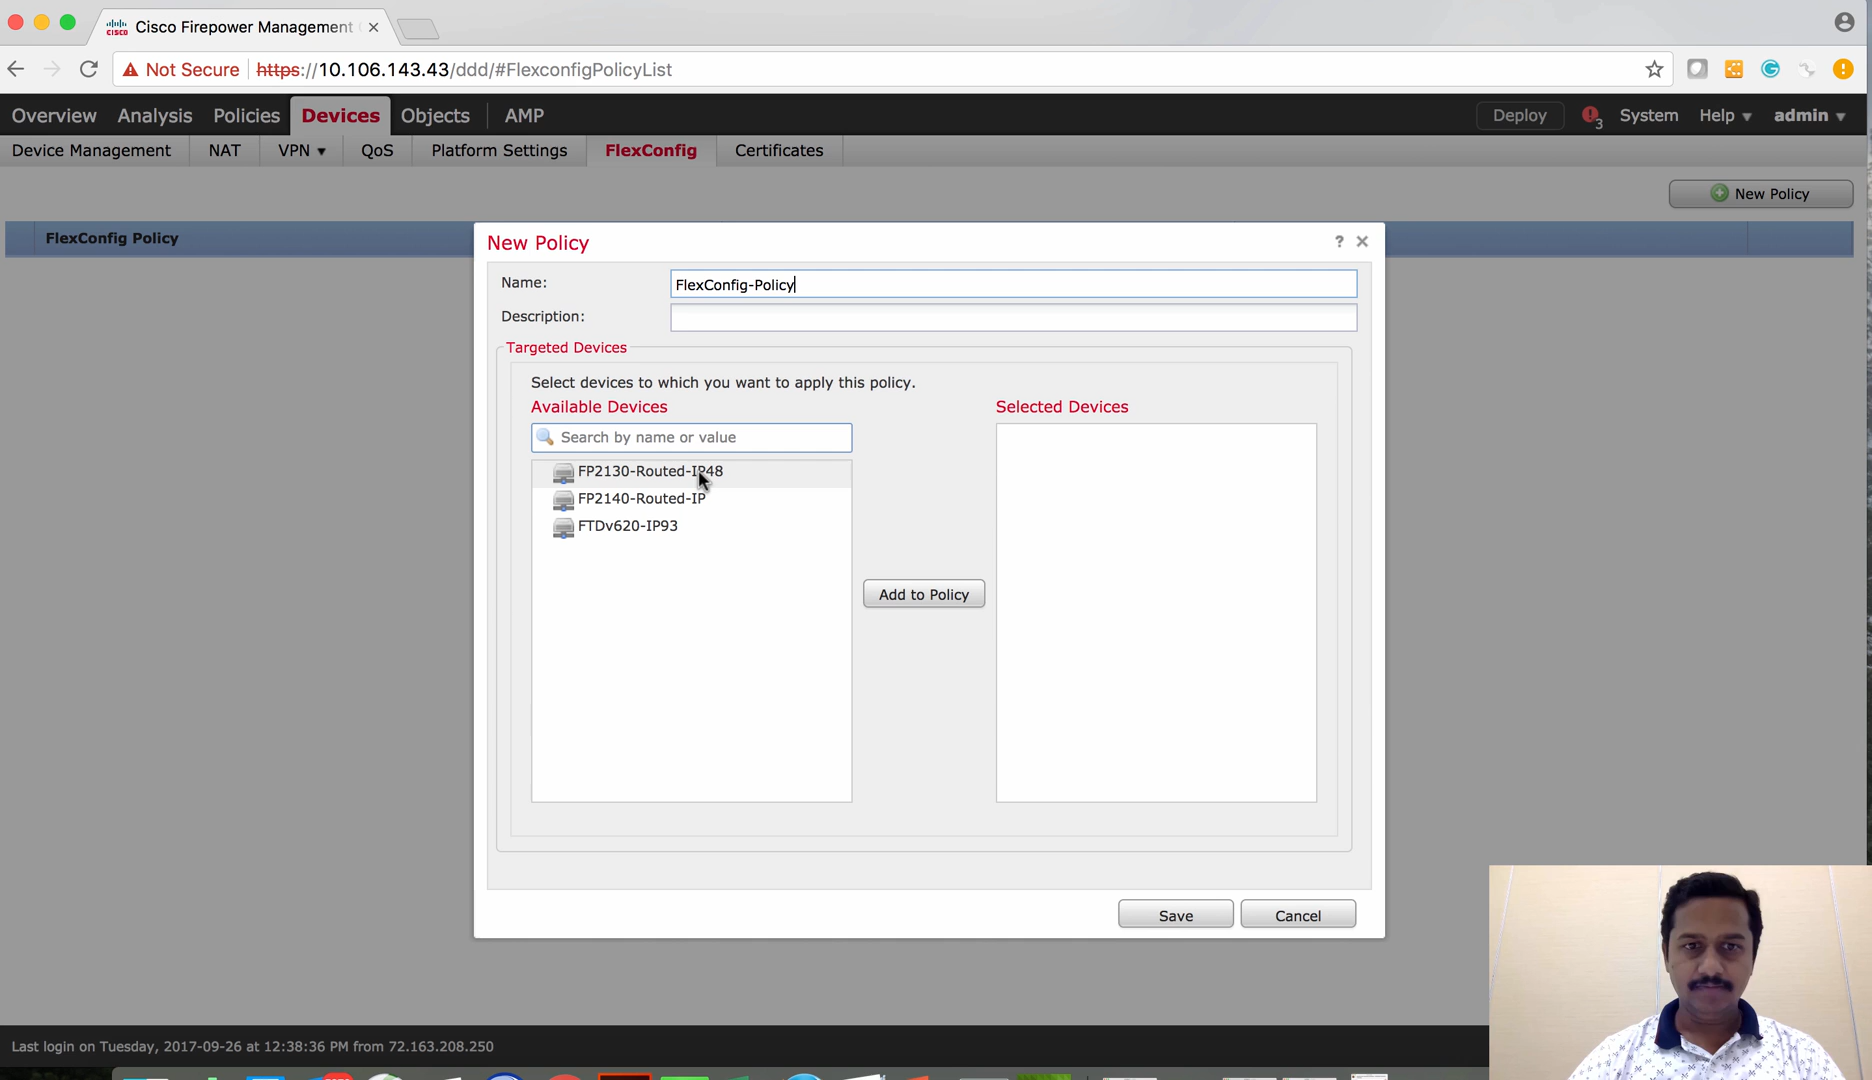 Cisco Firepower Management
Not Secure https://10.106.143.43/ddd/#FlexconfigPolicyList
Overview Analysis Policies Devices Objects AMP Deploy 3 System Help admin
Device Management NAT VPN QoS Platform Settings FlexConfig Certificates
New Policy
FlexConfig Policy
New Policy ?
Name: FlexConfig-Policy
Description:
Targeted Devices
Select devices to which you want to apply this policy.
Available Devices Selected Devices
Search by name or value
FP2130-Routed-IP48
FP2140-Routed-IP
FTDv620-IP93
Add to Policy
Save Cancel
Last login on Tuesday, 2017-09-26 at 12:38:36 PM from 72.163.208.250